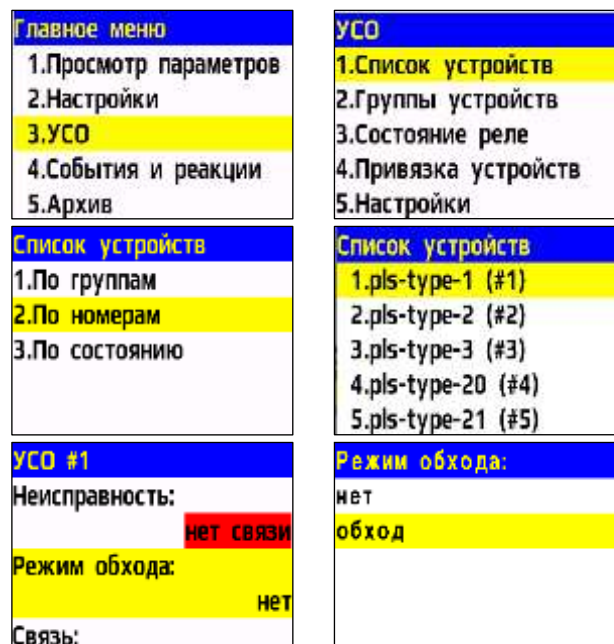 Главное меню
1.Просмотр параметров
2.Настройки
3.УСО
4.События и реакции
5.Архив
УСО
1.Список устройств
2.Группы устройств
3.Состояние реле
4.Привязка устройств
5.Настройки
Список устройств
1.По группам
2.По номерам
3.По состоянию
Список устройств
1.pls-type-1 (#1)
2.pls-type-2 (#2)
3.pls-type-3 (#3)
4.pls-type-20 (#4)
5.pls-type-21 (#5)
УСО #1
Неисправность:
нет связи
Режим обхода:
нет
Связь:
Режим обхода:
нет
обход